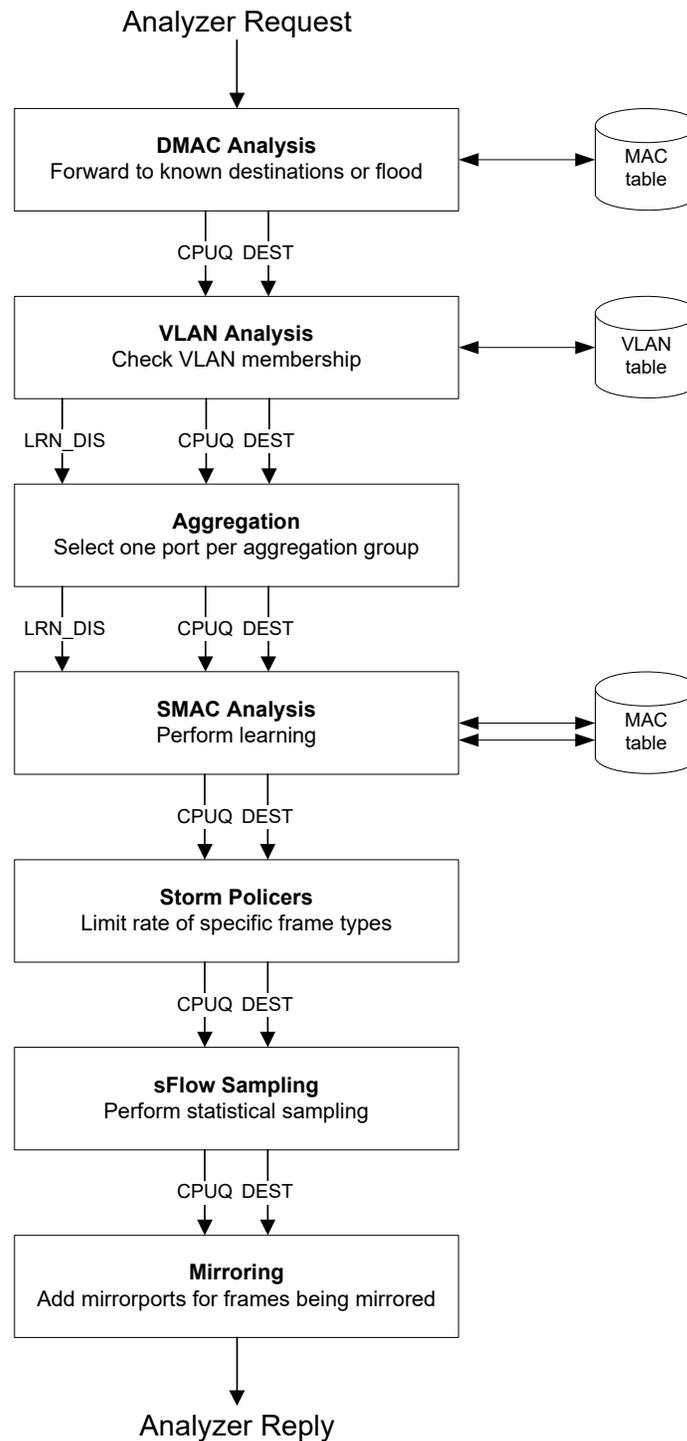 Analyzer Request
DMAC Analysis
Forward to known destinations or flood
MAC
table
CPUQ DEST
VLAN Analysis
Check VLAN membership
VLAN
table
LRN_DIS CPUQ DEST
Aggregation
Select one port per aggregation group
LRN_DIS CPUQ DEST
SMAC Analysis
Perform learning
MAC
table
CPUQ DEST
Storm Policers
Limit rate of specific frame types
CPUQ DEST
sFlow Sampling
Perform statistical sampling
CPUQ DEST
Mirroring
Add mirrorports for frames being mirrored
Analyzer Reply